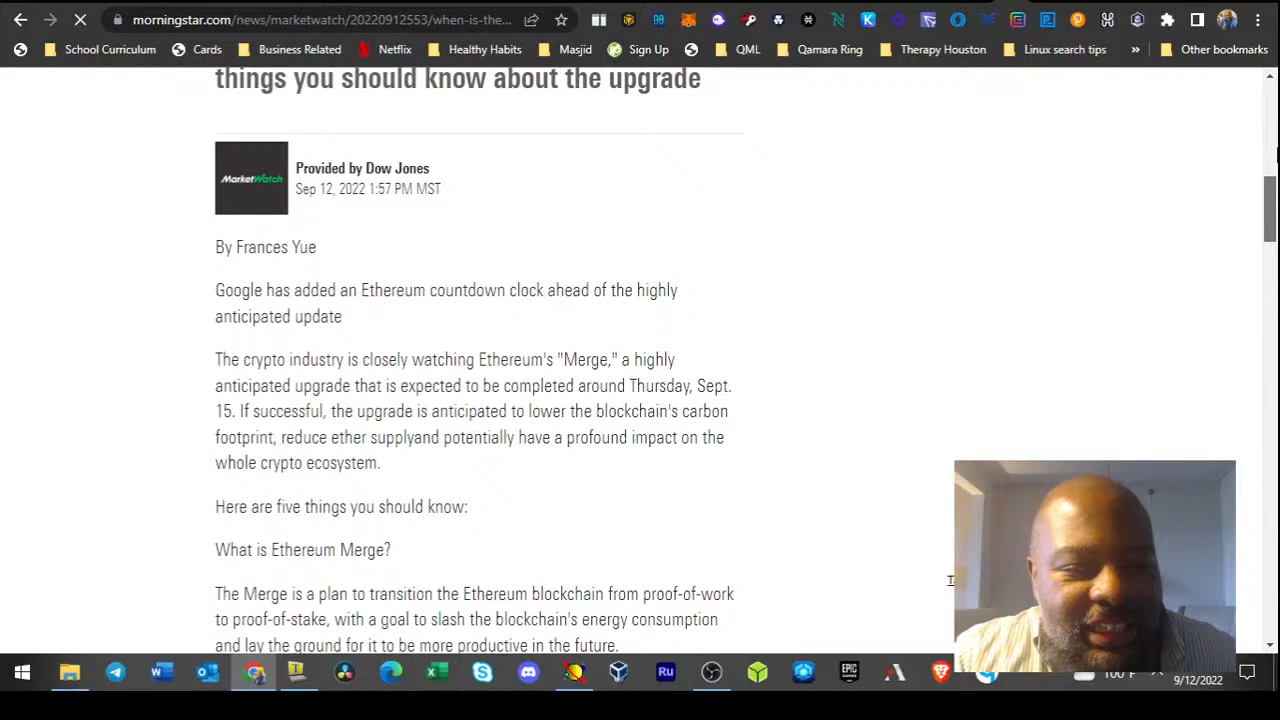 morningstar.com/news/marketwatch/20220912553/when-is-the...
School Curriculum Cards Business Related Netflix Healthy Habits Masjid Sign Up QML Qamara Ring Therapy Houston Linux search tips » Other bookmarks
things you should know about the upgrade
MarketWatch
Provided by Dow Jones
Sep 12, 2022 1:57 PM MST
By Frances Yue
Google has added an Ethereum countdown clock ahead of the highly
anticipated update
The crypto industry is closely watching Ethereum's "Merge," a highly
anticipated upgrade that is expected to be completed around Thursday, Sept.
15. If successful, the upgrade is anticipated to lower the blockchain's carbon
footprint, reduce ether supplyand potentially have a profound impact on the
whole crypto ecosystem.
Here are five things you should know:
What is Ethereum Merge?
The Merge is a plan to transition the Ethereum blockchain from proof-of-work
to proof-of-stake, with a goal to slash the blockchain's energy consumption
and lay the ground for it to be more productive in the future.
Ru
EPIC GAMES
9/12/2022